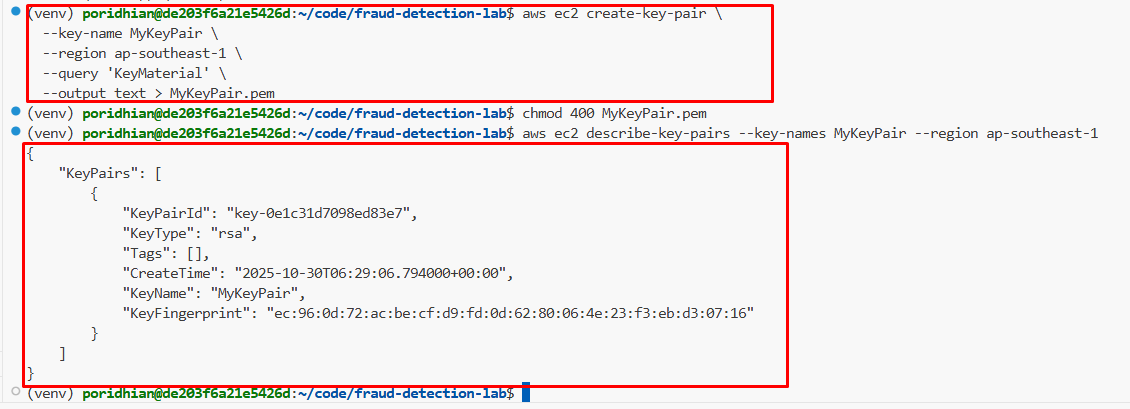 (venv) poridhian@de203f6a21e5426d:~/code/fraud-detection-lab$ aws ec2 create-key-pair \
  --key-name MyKeyPair \
  --region ap-southeast-1 \
  --query 'KeyMaterial' \
  --output text > MyKeyPair.pem
(venv) poridhian@de203f6a21e5426d:~/code/fraud-detection-lab$ chmod 400 MyKeyPair.pem
(venv) poridhian@de203f6a21e5426d:~/code/fraud-detection-lab$ aws ec2 describe-key-pairs --key-names MyKeyPair --region ap-southeast-1
{
    "KeyPairs": [
        {
            "KeyPairId": "key-0e1c31d7098ed83e7",
            "KeyType": "rsa",
            "Tags": [],
            "CreateTime": "2025-10-30T06:29:06.794000+00:00",
            "KeyName": "MyKeyPair",
            "KeyFingerprint": "ec:96:0d:72:ac:be:cf:d9:fd:0d:62:80:06:4e:23:f3:eb:d3:07:16"
        }
    ]
}
(venv) poridhian@de203f6a21e5426d:~/code/fraud-detection-lab$